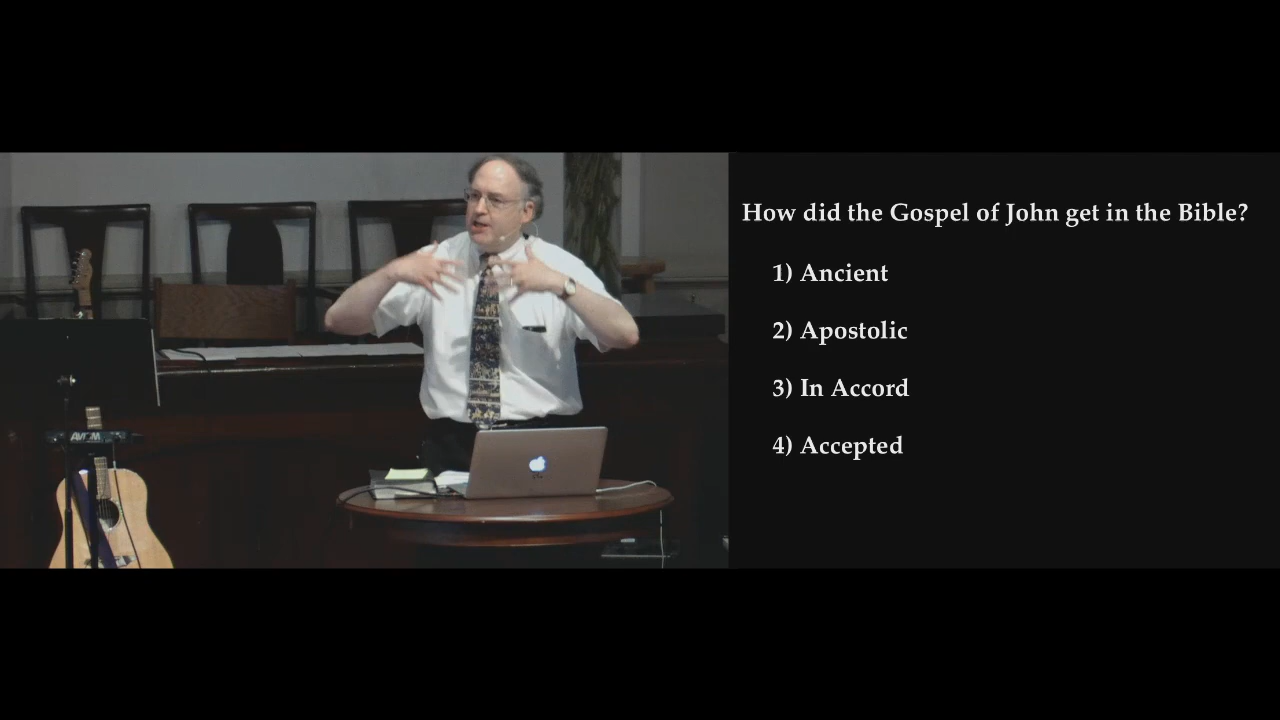 How did the Gospel of John get in the Bible?
1) Ancient
2) Apostolic
3) In Accord
4) Accepted
AVIOM